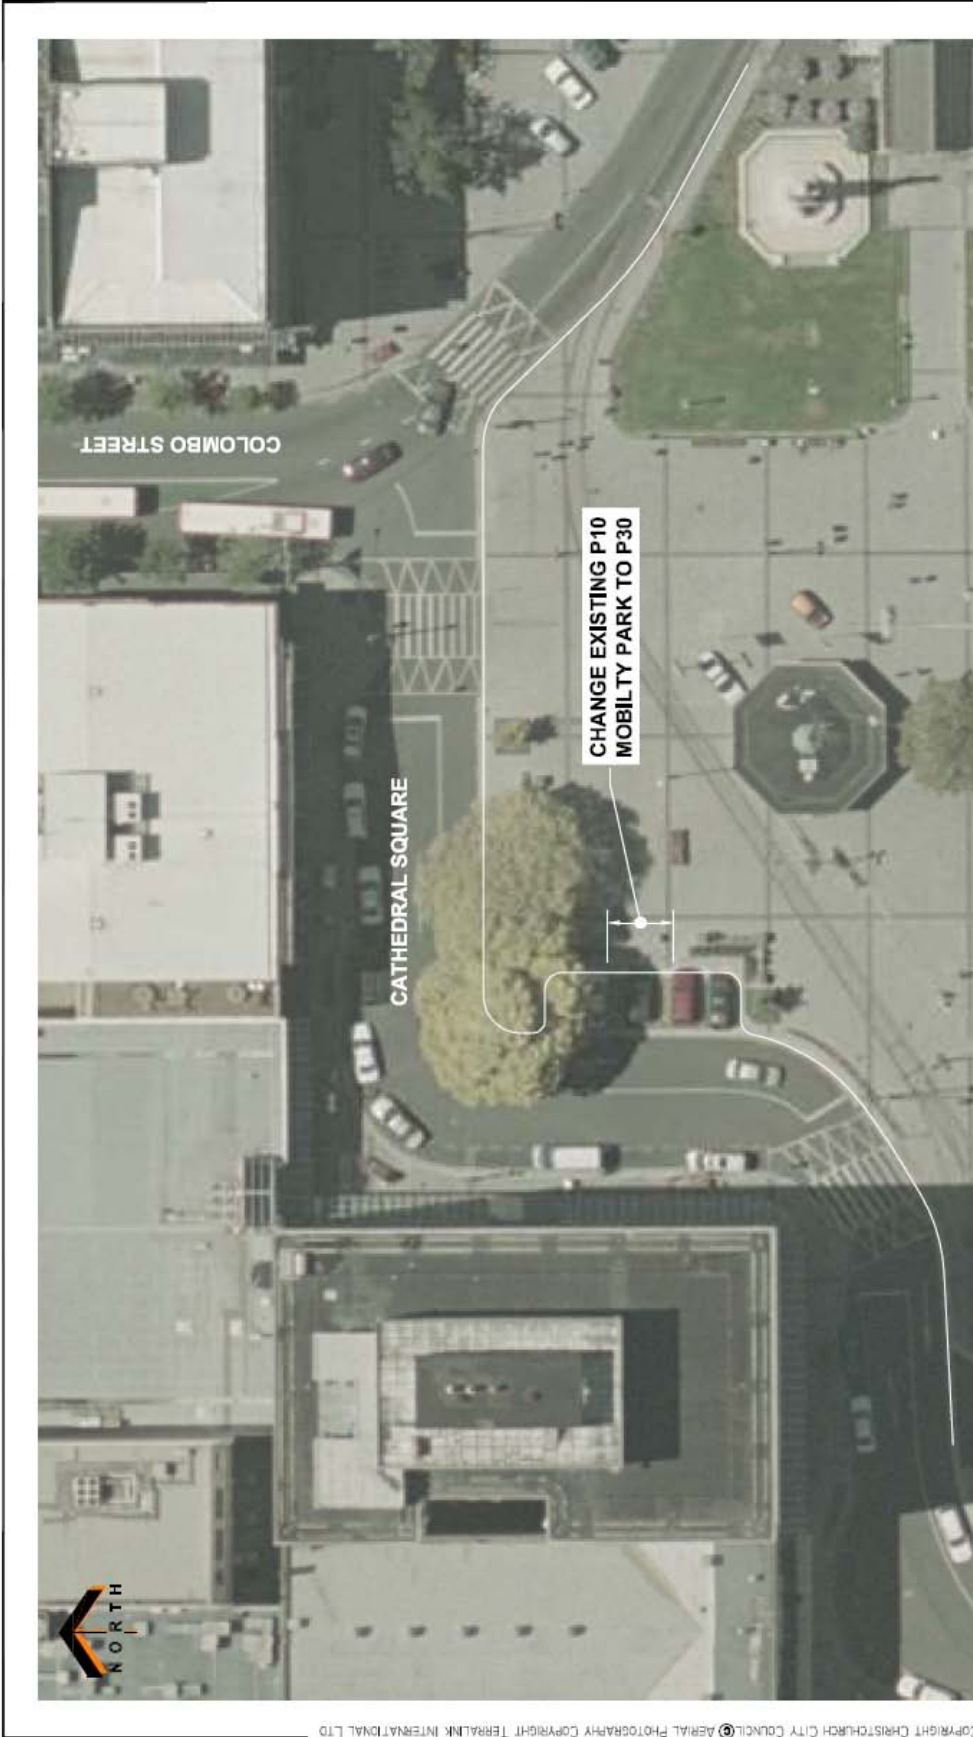 COLOMBO STREET
CHANGE EXISTING P10
MOBILTY PARK TO P30
CATHEDRAL SQUARE
NORTH
COPYRIGHT CHRISTCHURCH CITY COUNCIL © AERIAL PHOTOGRAPHY COPYRIGHT TERRALINK INTERNATIONAL LTD